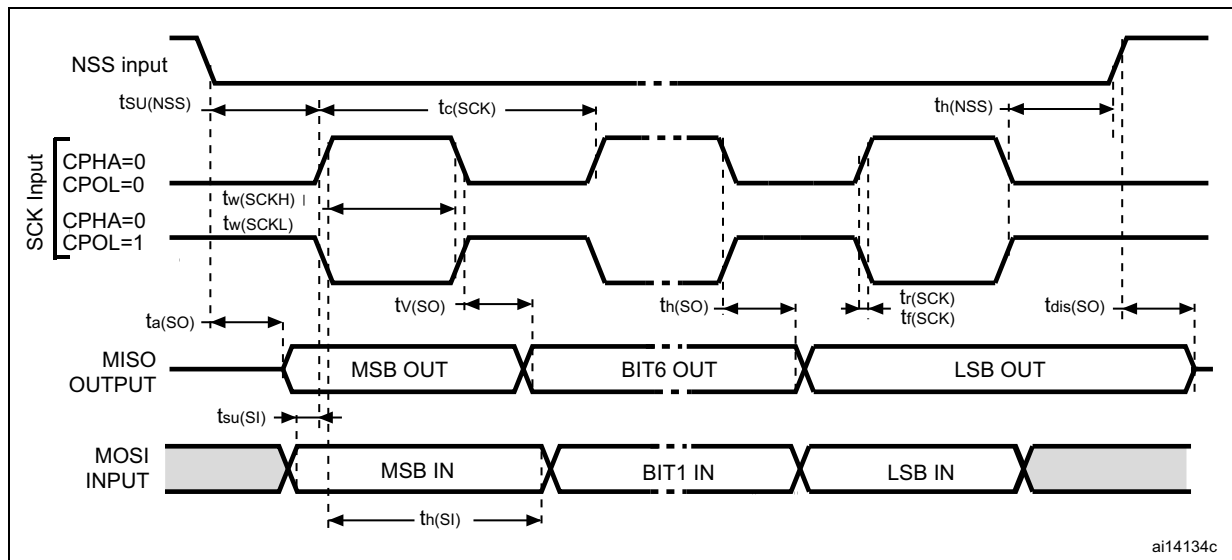 NSS input
tSU(NSS)
tc(SCK)
th(NSS)
SCK Input
CPHA=0
CPOL=0
tw(SCKH)
tw(SCKL)
CPHA=0
CPOL=1
ta(SO)
tV(SO)
th(SO)
tr(SCK)
tf(SCK)
tdis(SO)
MISO
OUTPUT
MSB OUT
BIT6 OUT
LSB OUT
tsu(SI)
MOSI
INPUT
MSB IN
BIT1 IN
LSB IN
th(SI)
ai14134c